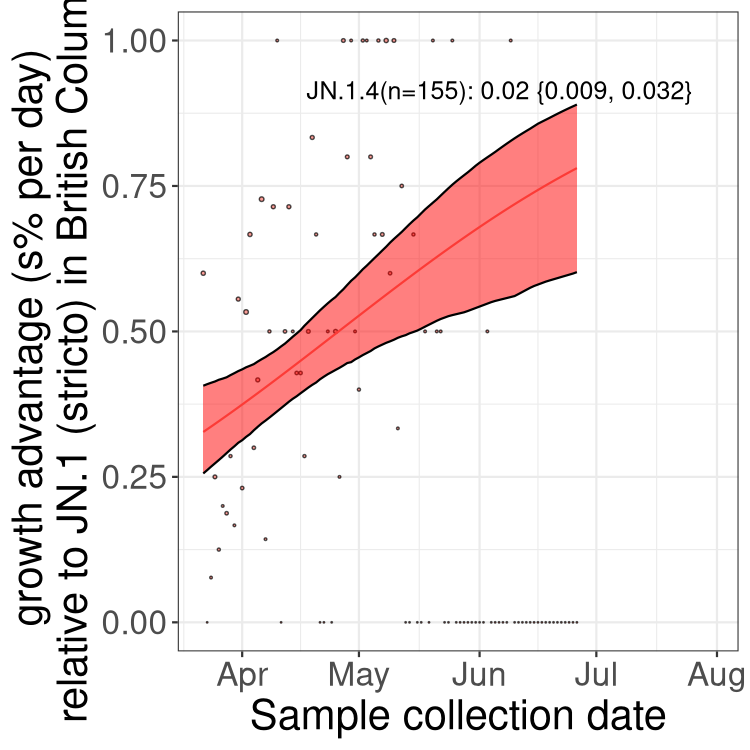 growth advantage (s% per day)
relative to JN.1 (stricto) in British Colum
1.00
0.75
0.50
0.25
0.00
JN.1.4(n=155): 0.02 {0.009, 0.032}
Apr May Jun Jul Aug
Sample collection date